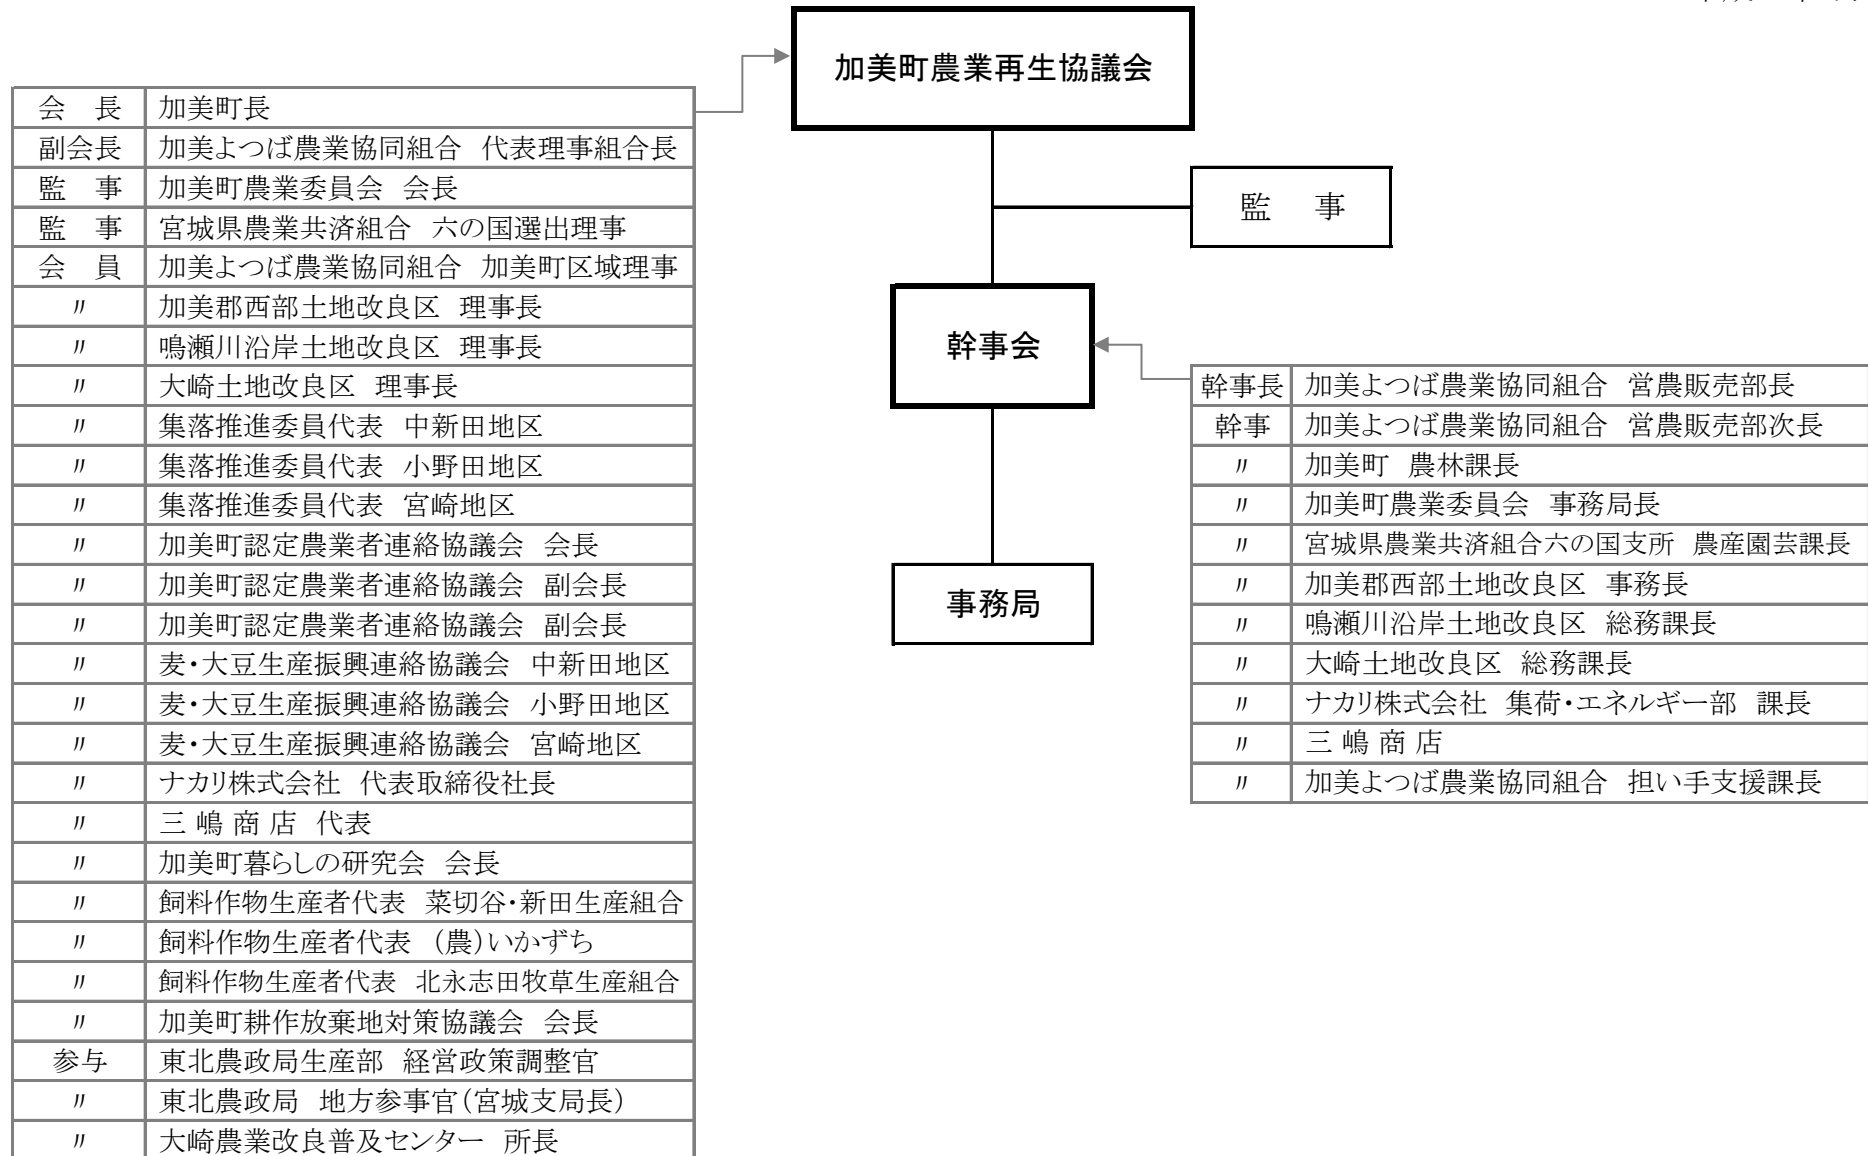 加美町農業再生協議会
会　長 加美町長
副会長 加美よつば農業協同組合　代表理事組合長
監　事 加美町農業委員会　会長
監　事 宮城県農業共済組合　六の国選出理事
会　員 加美よつば農業協同組合　加美町区域理事
〃 加美郡西部土地改良区　理事長
〃 鳴瀬川沿岸土地改良区　理事長
〃 大崎土地改良区　理事長
〃 集落推進委員代表　中新田地区
〃 集落推進委員代表　小野田地区
〃 集落推進委員代表　宮崎地区
〃 加美町認定農業者連絡協議会　会長
〃 加美町認定農業者連絡協議会　副会長
〃 加美町認定農業者連絡協議会　副会長
〃 麦・大豆生産振興連絡協議会　中新田地区
〃 麦・大豆生産振興連絡協議会　小野田地区
〃 麦・大豆生産振興連絡協議会　宮崎地区
〃 ナカリ株式会社　代表取締役社長
〃 三 嶋 商 店　代表
〃 加美町暮らしの研究会　会長
〃 飼料作物生産者代表　菜切谷・新田生産組合
〃 飼料作物生産者代表　（農）いかずち
〃 飼料作物生産者代表　北永志田牧草生産組合
〃 加美町耕作放棄地対策協議会　会長
参与 東北農政局生産部　経営政策調整官
〃 東北農政局　地方参事官（宮城支局長）
〃 大崎農業改良普及センター　所長
監　事
幹事会
事務局
幹事長 加美よつば農業協同組合　営農販売部長
幹事 加美よつば農業協同組合　営農販売部次長
〃 加美町　農林課長
〃 加美町農業委員会　事務局長
〃 宮城県農業共済組合六の国支所　農産園芸課長
〃 加美郡西部土地改良区　事務長
〃 鳴瀬川沿岸土地改良区　総務課長
〃 大崎土地改良区　総務課長
〃 ナカリ株式会社　集荷・エネルギー部　課長
〃 三 嶋 商 店
〃 加美よつば農業協同組合　担い手支援課長